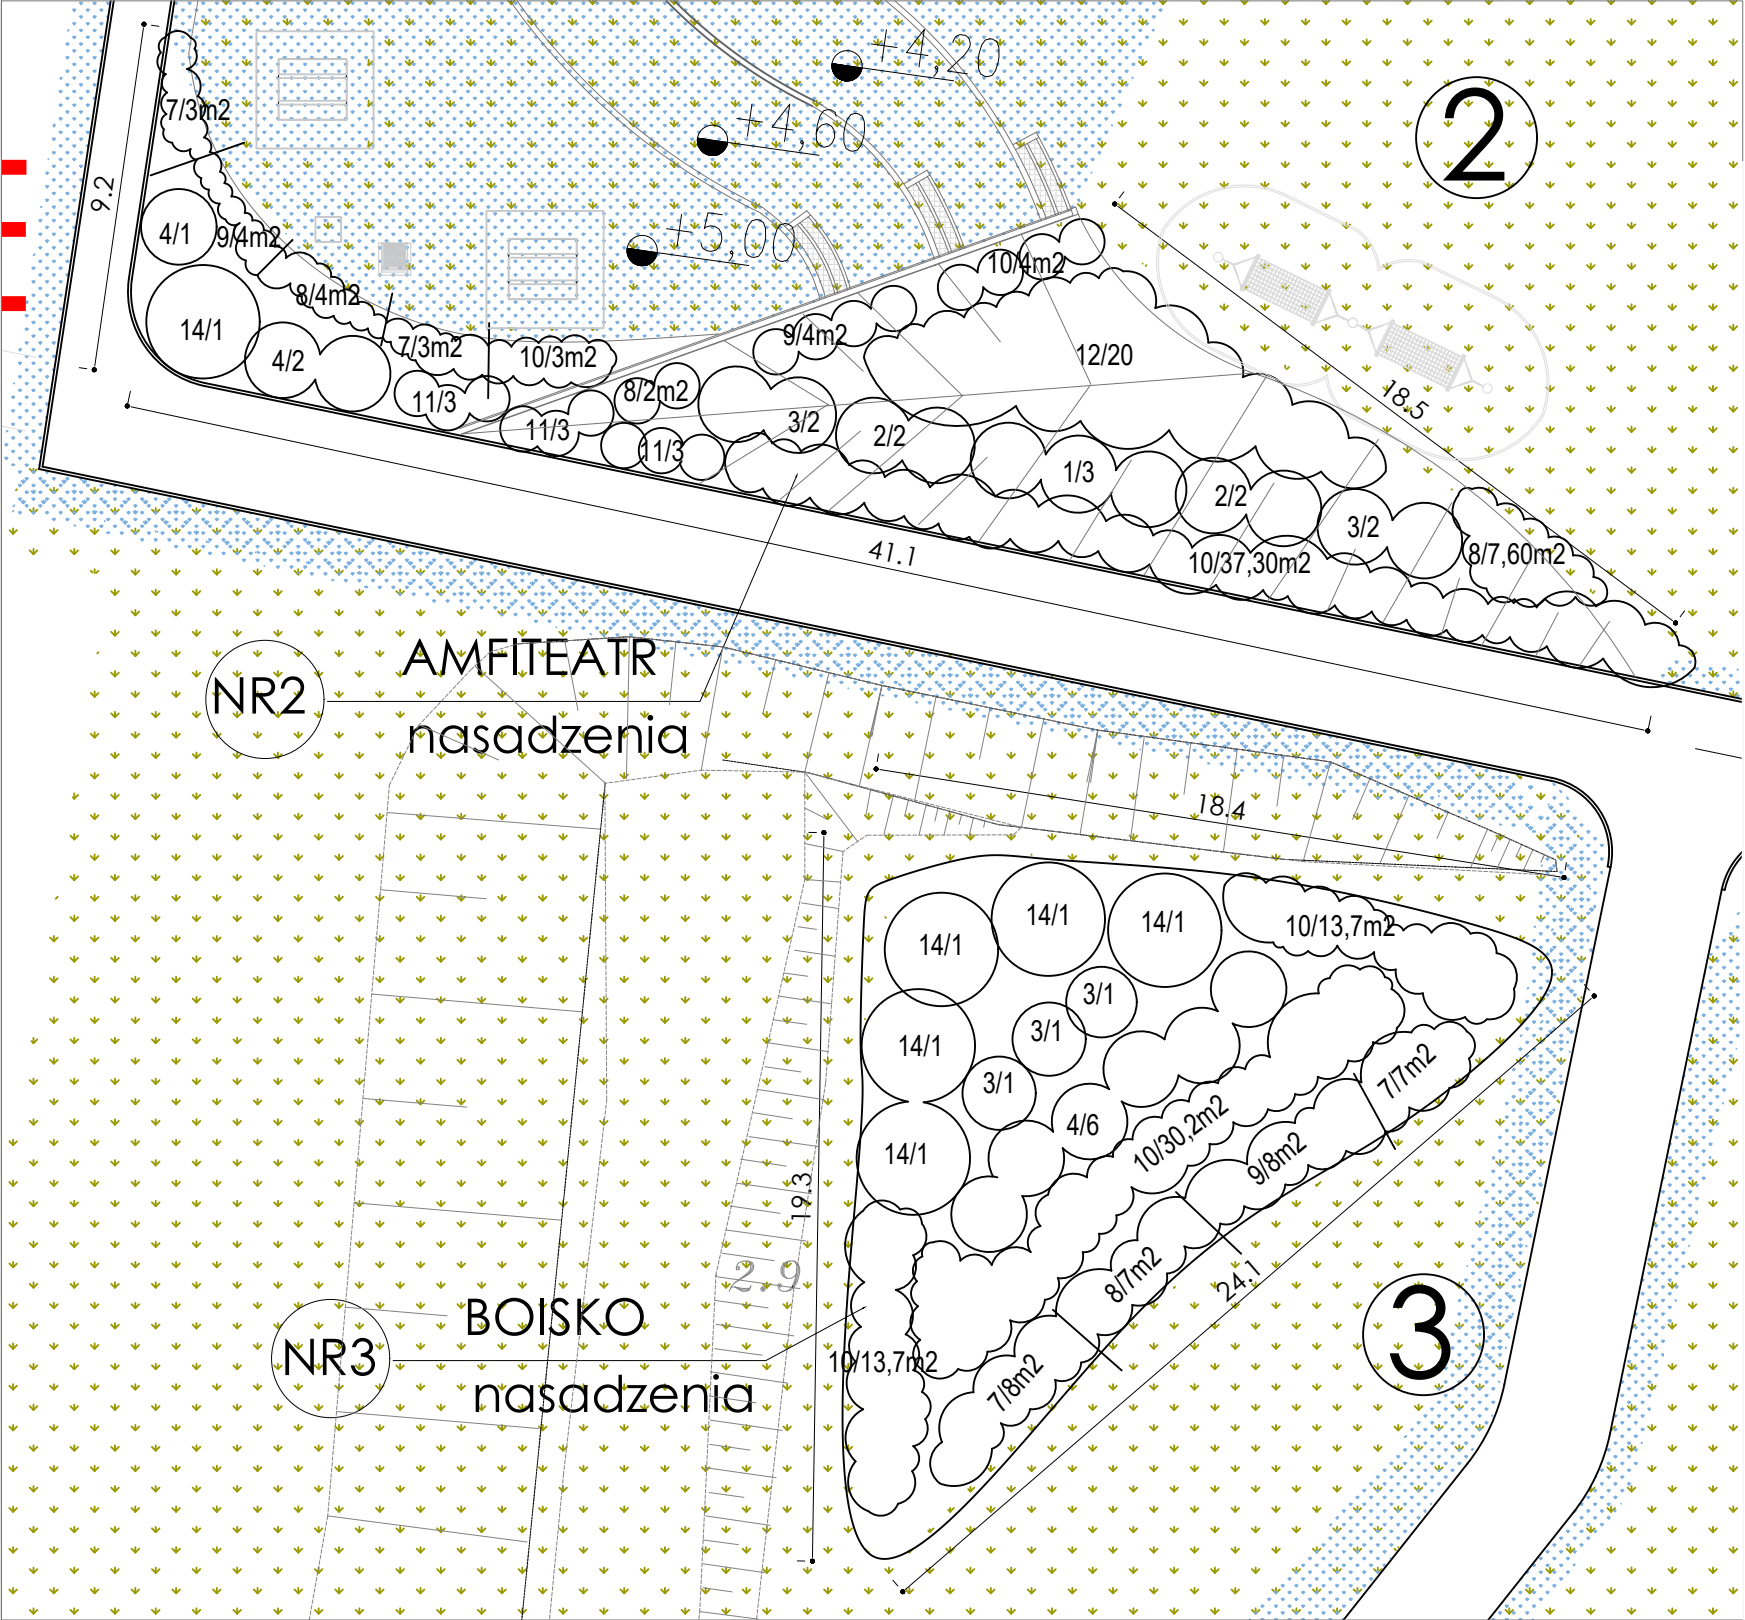 +4,20
2
7/3m2
+4,60
9.2
4/1
9/4m2
+5,00
10/4m2
8/4m2
14/1
4/2
7/3m2
10/3m2
9/4m2
12/20
18.5
11/3
8/2m2
11/3
11/3
3/2
2/2
1/3
2/2
3/2
8/7,60m2
41.1
10/37,30m2
NR2
AMFITEATR
nasadzenia
18.4
14/1
14/1
14/1
10/13,7m2
3/1
3/1
14/1
3/1
7/7m2
4/6
10/30,2m2
9/8m2
14/1
19.3
2.9
8/7m2
24.1
3
NR3
BOISKO
nasadzenia
10/13,7m2
7/8m2